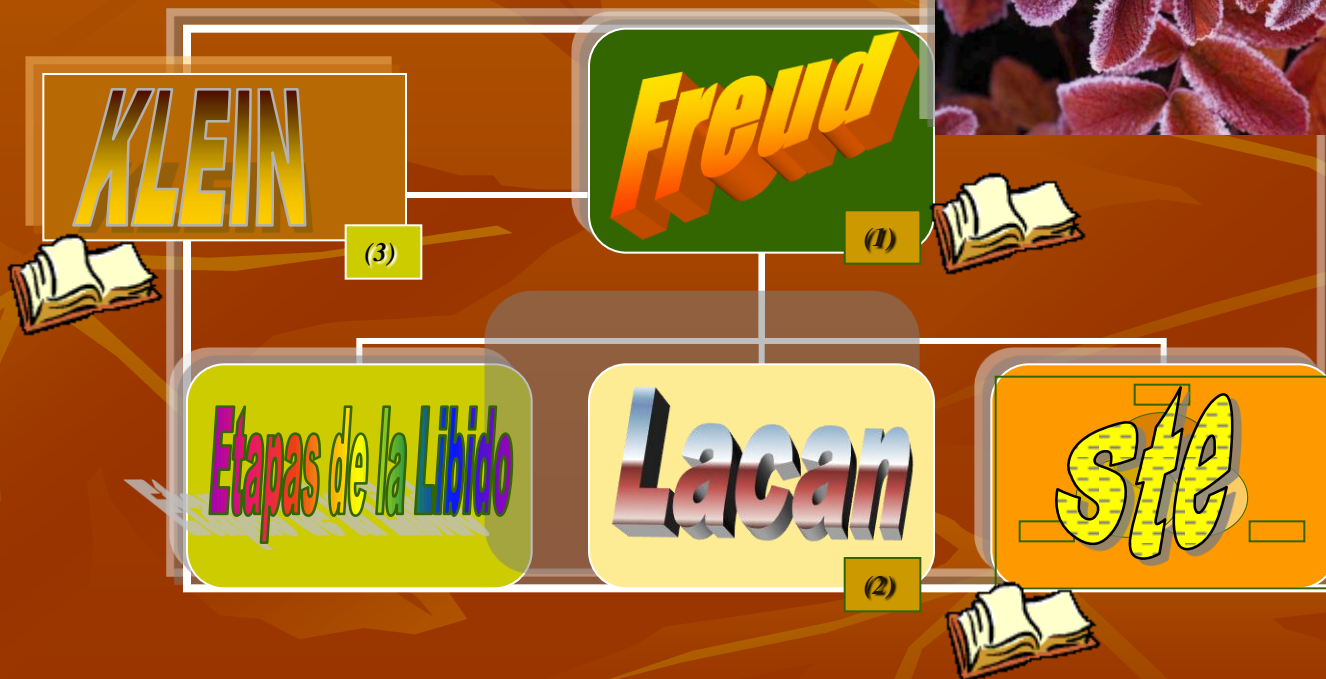 KLEIN
(3)
Freud
(1)
Etapas de la Libido
Lacan
(2)
ste